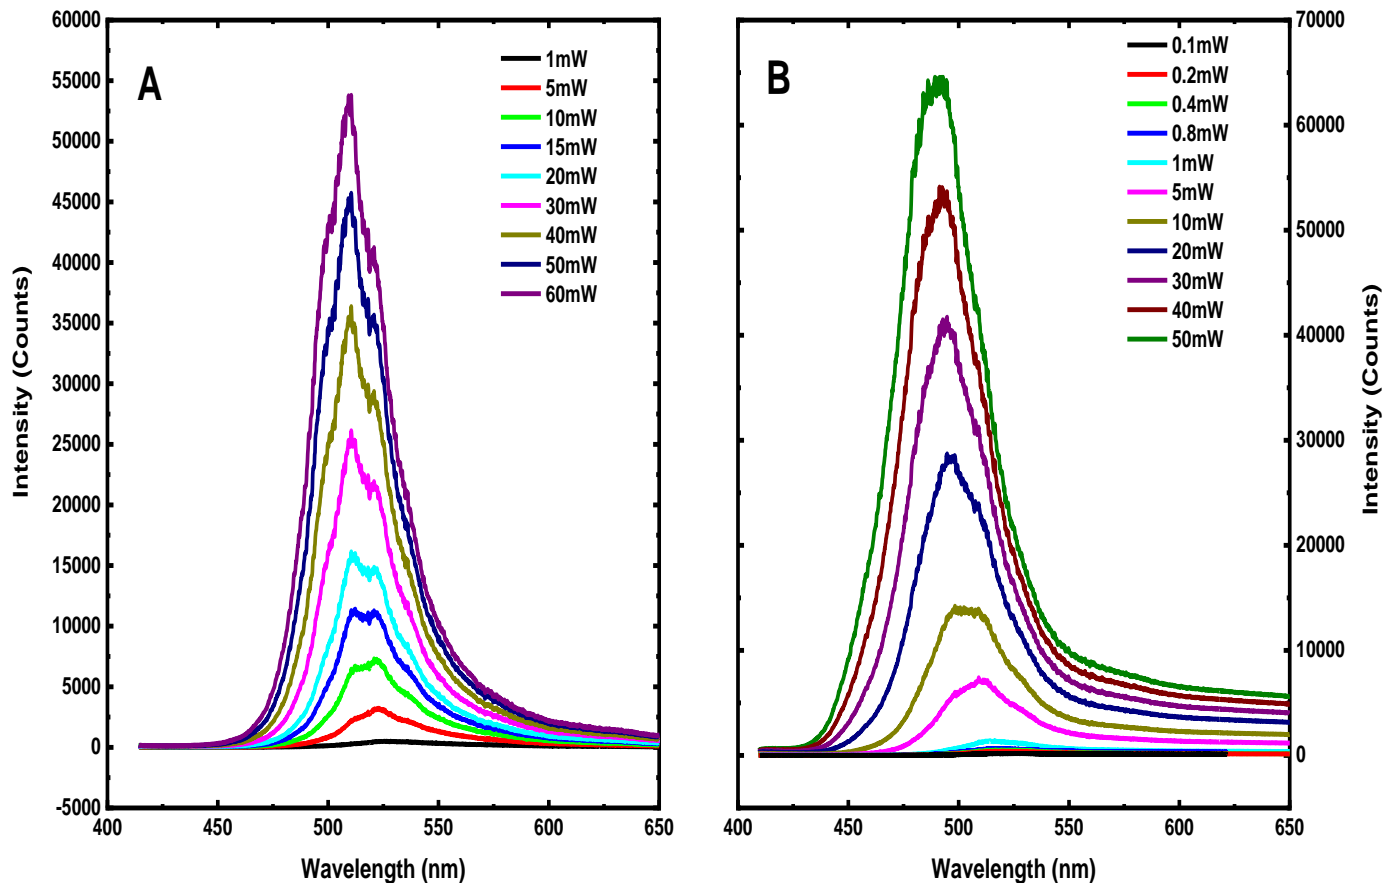 A
1mW
5mW
10mW
15mW
20mW
30mW
40mW
50mW
60mW
60000
55000
50000
45000
40000
35000
30000
25000
20000
15000
10000
5000
0
-5000
Intensity (Counts)
400
450
500
550
600
650
Wavelength (nm)
B
0.1mW
0.2mW
0.4mW
0.8mW
1mW
5mW
10mW
20mW
30mW
40mW
50mW
70000
60000
50000
40000
30000
20000
10000
0
Intensity (Counts)
400
450
500
550
600
650
Wavelength (nm)